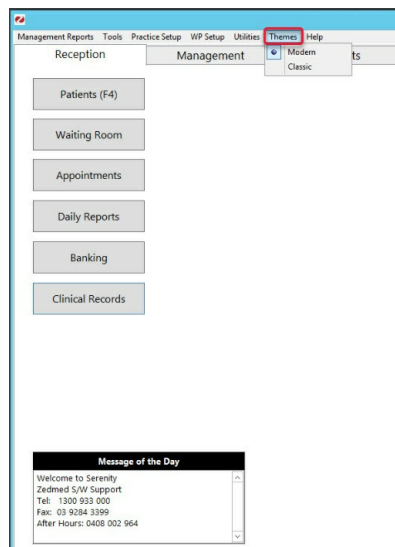 Management Reports Tools Practice Setup WP Setup Utilities Themes Help
Modern
Classic
Reception Management ts
Patients (F4)
Waiting Room
Appointments
Daily Reports
Banking
Clinical Records
Message of the Day
Welcome to Serenity
Zedmed S/W Support
Tel: 1300 933 000
Fax: 03 9284 3399
After Hours: 0408 002 964